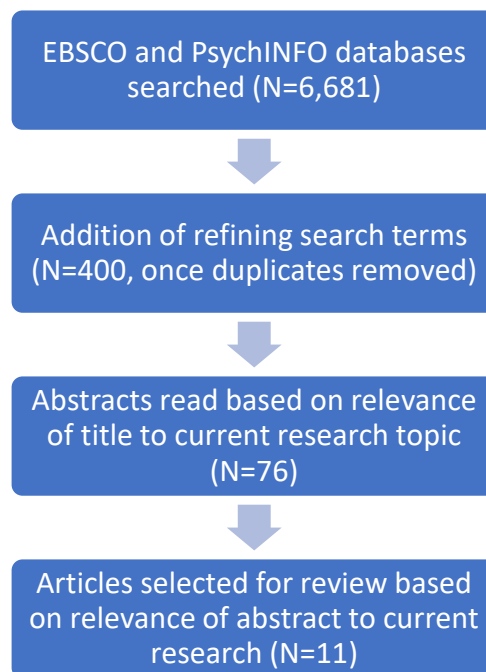 EBSCO and PsychINFO databases
searched (N=6,681)
Addition of refining search terms
(N=400, once duplicates removed)
Abstracts read based on relevance
of title to current research topic
(N=76)
Articles selected for review based
on relevance of abstract to current
research (N=11)